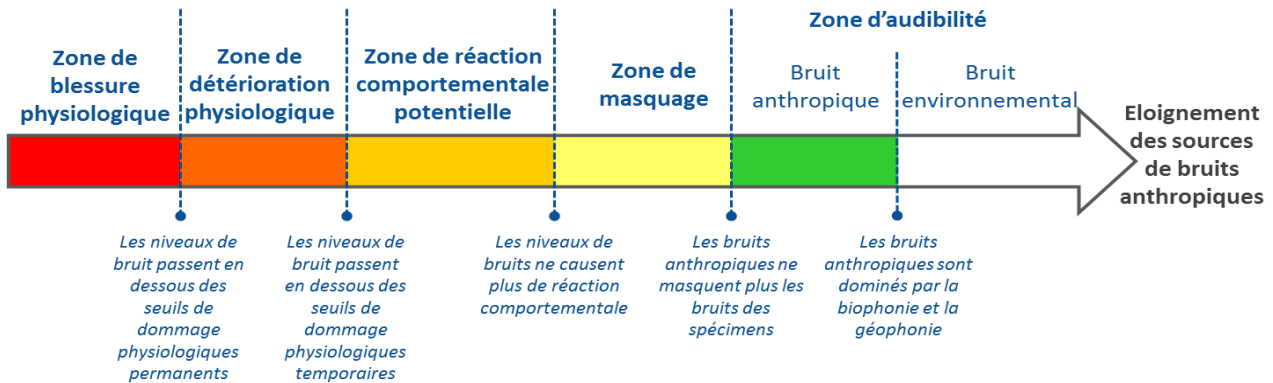 Zone de
blessure
physiologique
Zone de
détérioration
physiologique
Zone de réaction
comportementale
potentielle
Zone de
masquage
Zone d'audibilité
Bruit
anthropique
Bruit
environnemental
Eloignement
des sources
de bruits
anthropiques
Les niveaux de
bruit passent en
dessous des
seuils de
dommage
physiologiques
permanents
Les niveaux de
bruit passent
en dessous des
seuils de
dommage
physiologiques
temporaires
Les niveaux de
bruits ne causent
plus de réaction
comportementale
Les bruits
anthropiques ne
masquent plus les
bruits des
spécimens
Les bruits
anthropiques sont
dominés par la
biophonie et la
géophonie